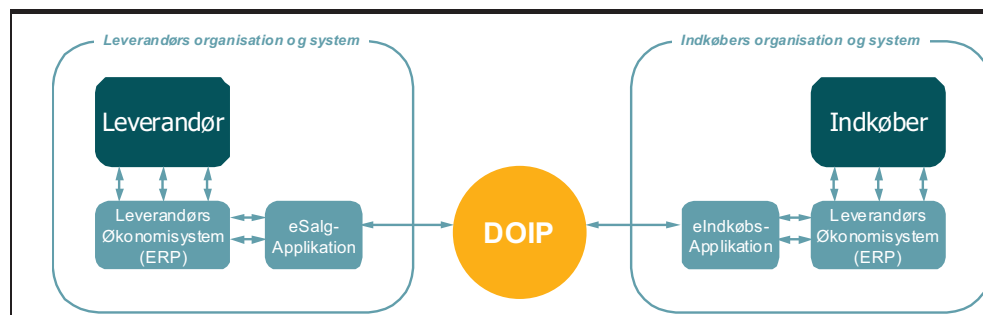 Leverandørs organisation og system
Leverandør
Leverandørs
Økonomisystem
(ERP)
eSalg-
Applikation
DOIP
Indkøbers organisation og system
Indkøber
eIndkøbs-
Applikation
Leverandørs
Økonomisystem
(ERP)